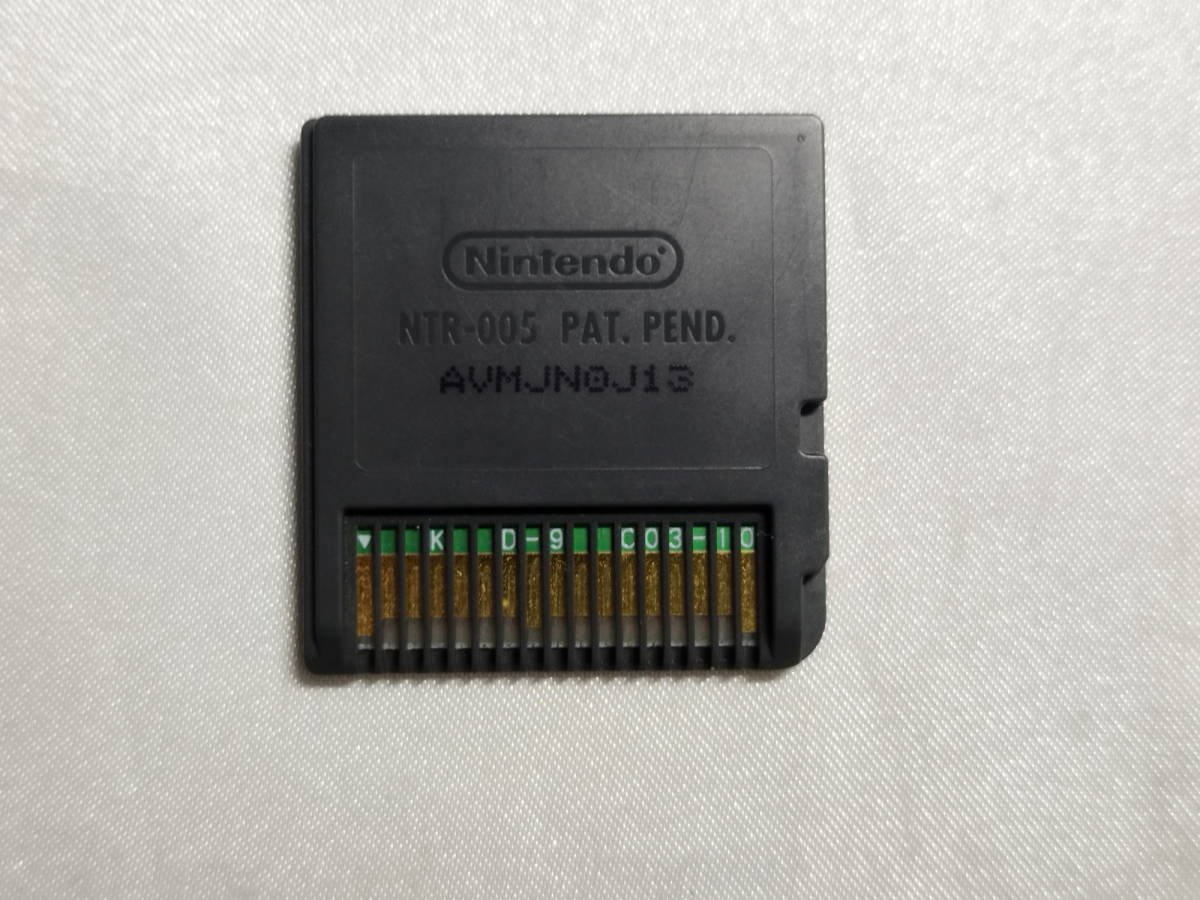 Nintendo
NTR-005 PAT. PEND.
AVMJN0J13
▼ K D-9 C03-10